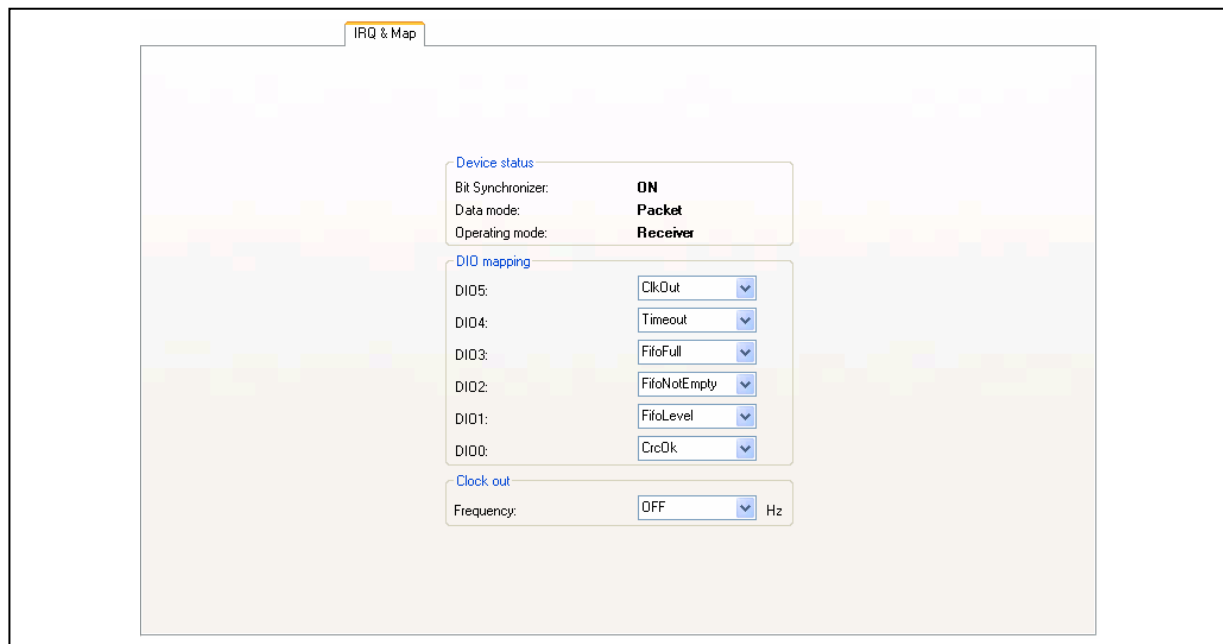 IRQ & Map
Device status
Bit Synchronizer: ON
Data mode: Packet
Operating mode: Receiver
DIO mapping
DIO5: ClkOut
DIO4: Timeout
DIO3: FifoFull
DIO2: FifoNotEmpty
DIO1: FifoLevel
DIO0: CrcOk
Clock out
Frequency: OFF Hz